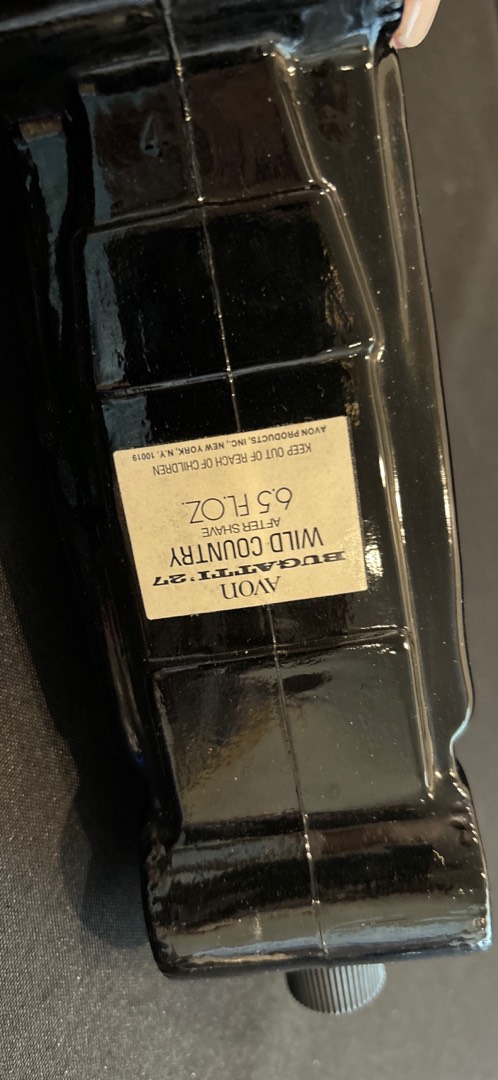 AVON
BUGATTI '27
WILD COUNTRY
AFTER SHAVE
6.5 FL. OZ.
KEEP OUT OF REACH OF CHILDREN
AVON PRODUCTS, INC., NEW YORK, N.Y. 10019
4